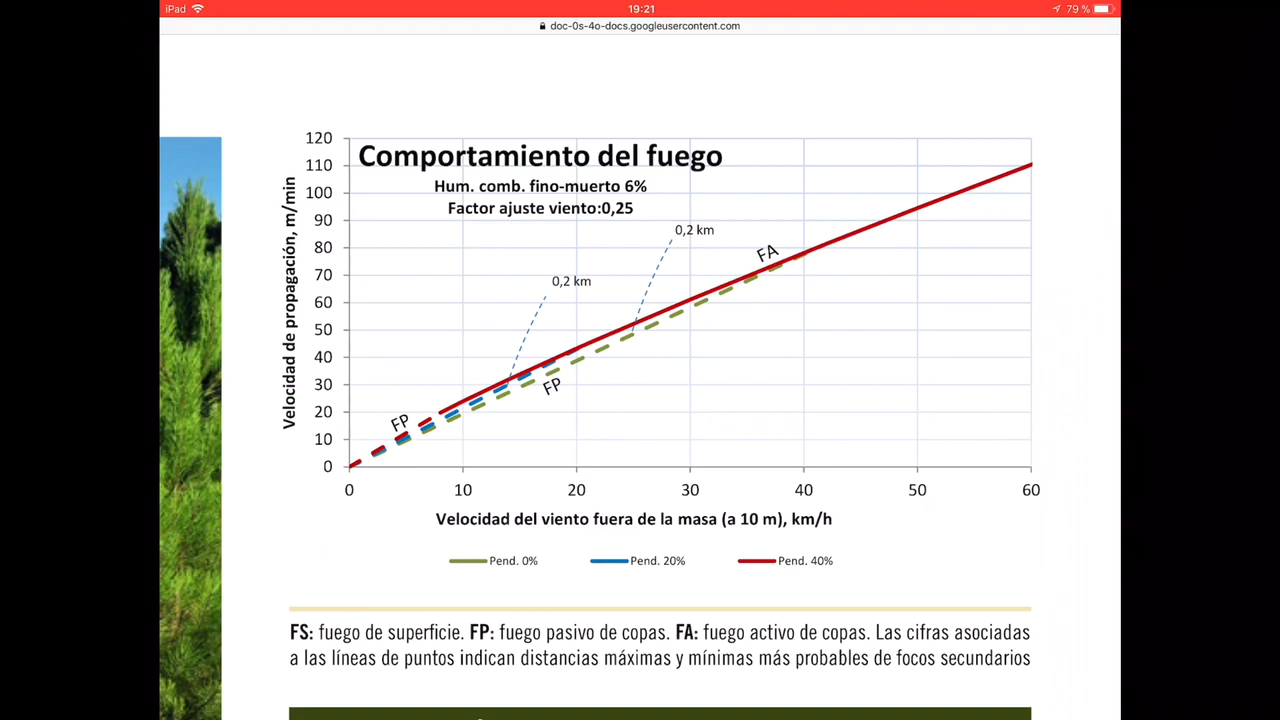 iPad 19:21 79 %
doc-0s-4o-docs.googleusercontent.com
Comportamiento del fuego
Hum. comb. fino-muerto 6%
Factor ajuste viento:0,25
120
110
100
90
80
70
60
50
40
30
20
10
0
Velocidad de propagación, m/min
0,2 km
0,2 km
FA
FP
FP
0 10 20 30 40 50 60
Velocidad del viento fuera de la masa (a 10 m), km/h
Pend. 0% Pend. 20% Pend. 40%
FS: fuego de superficie. FP: fuego pasivo de copas. FA: fuego activo de copas. Las cifras asociadas
a las líneas de puntos indican distancias máximas y mínimas más probables de focos secundarios